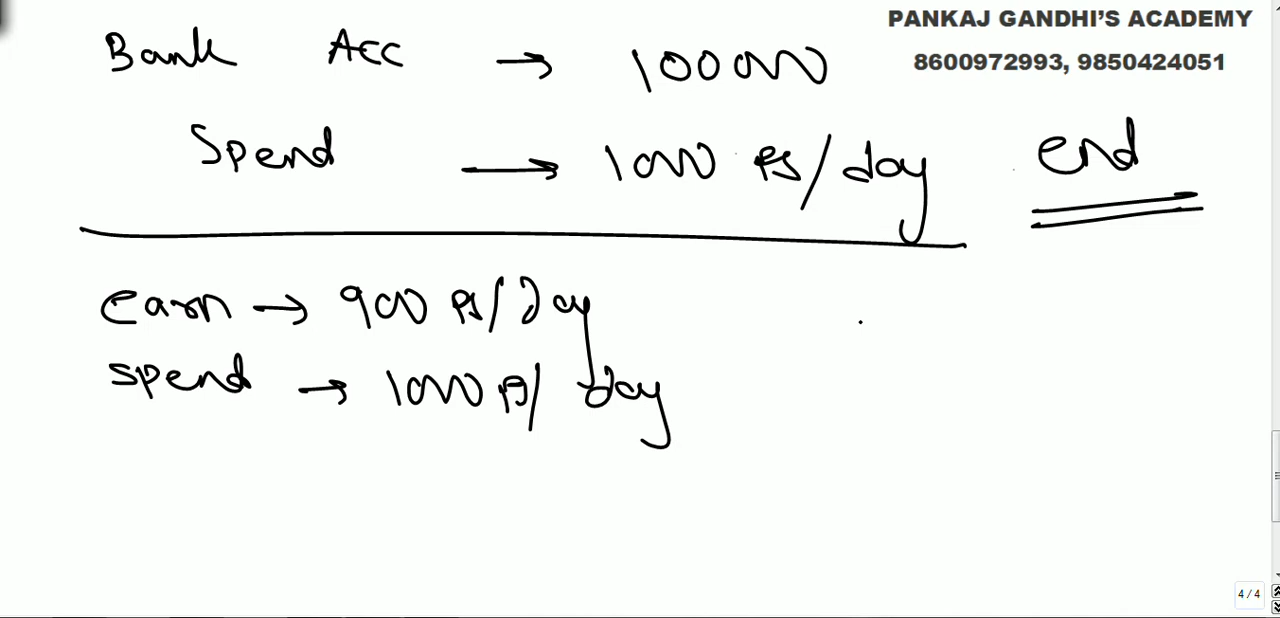 PANKAJ GANDHI'S ACADEMY
8600972993, 9850424051
Bank Acc → 100000
Spend → 1000 Rs/day end
earn → 900 Rs/day
spend → 1000 Rs/ day
4/4